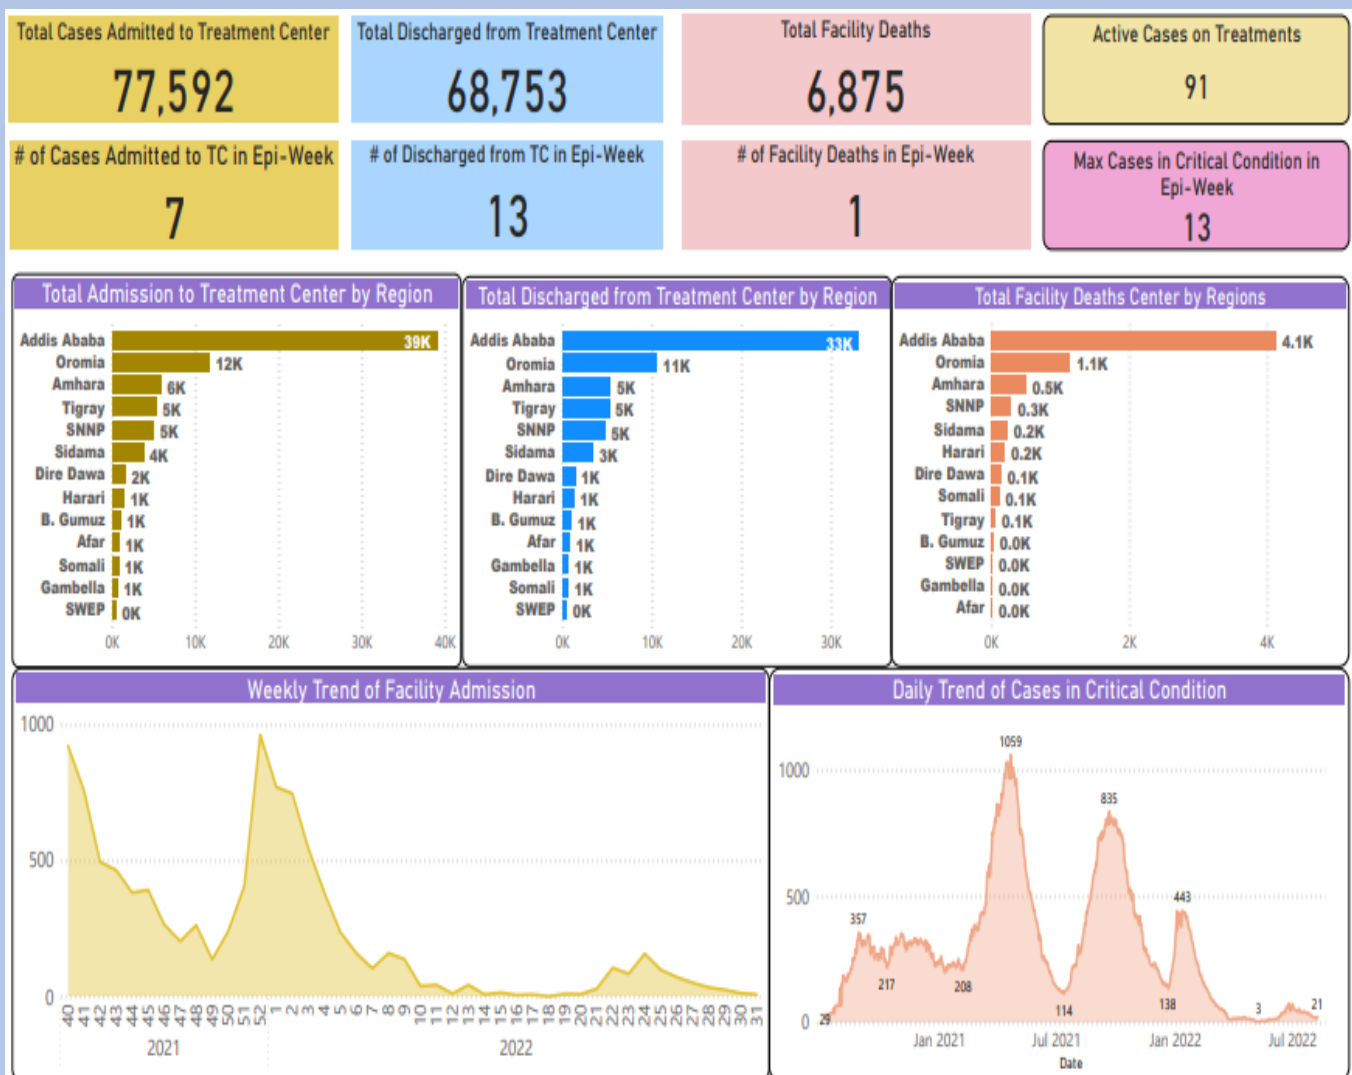 Total Cases Admitted to Treatment Center
77,592
Total Discharged from Treatment Center
68,753
Total Facility Deaths
6,875
Active Cases on Treatments
91
# of Cases Admitted to TC in Epi-Week
7
# of Discharged from TC in Epi-Week
13
# of Facility Deaths in Epi-Week
1
Max Cases in Critical Condition in
Epi-Week
13
Total Admission to Treatment Center by Region
Addis Ababa 39K
Oromia 12K
Amhara 6K
Tigray 5K
SNNP 5K
Sidama 4K
Dire Dawa 2K
Harari 1K
B. Gumuz 1K
Afar 1K
Somali 1K
Gambella 1K
SWEP 0K
0K 10K 20K 30K 40K
Total Discharged from Treatment Center by Region
Addis Ababa 33K
Oromia 11K
Amhara 5K
Tigray 5K
SNNP 5K
Sidama 3K
Dire Dawa 1K
Harari 1K
B. Gumuz 1K
Afar 1K
Gambella 1K
Somali 1K
SWEP 0K
0K 10K 20K 30K
Total Facility Deaths Center by Regions
Addis Ababa 4.1K
Oromia 1.1K
Amhara 0.5K
SNNP 0.3K
Sidama 0.2K
Harari 0.2K
Dire Dawa 0.1K
Somali 0.1K
Tigray 0.1K
B. Gumuz 0.0K
SWEP 0.0K
Gambella 0.0K
Afar 0.0K
0K 2K 4K
Weekly Trend of Facility Admission
1000
500
0
40 41 42 43 44 45 46 47 48 49 50 51 52 1 2 3 4 5 6 7 8 9 10 11 12 13 14 15 16 17 18 19 20 21 22 23 24 25 26 27 28 29 30 31
2021 2022
Daily Trend of Cases in Critical Condition
1059
1000
835
500
443
357
217
208
114
138
3
21
0
29
Jan 2021 Jul 2021 Jan 2022 Jul 2022
Date